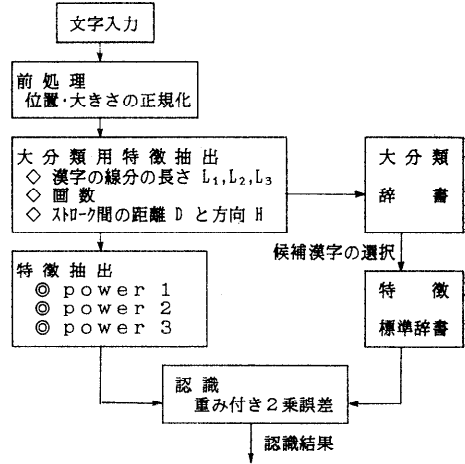 文字入力
前処理
位置・大きさの正規化
大分類用特徴抽出
◇ 漢字の線分の長さ L₁,L₂,L₃
◇ 画数
◇ ｽﾄﾛｰｸ間の距離 D と方向 H
大分類
辞書
候補漢字の選択
特徴抽出
◎ power 1
◎ power 2
◎ power 3
特徴
標準辞書
認識
重み付き２乗誤差
認識結果